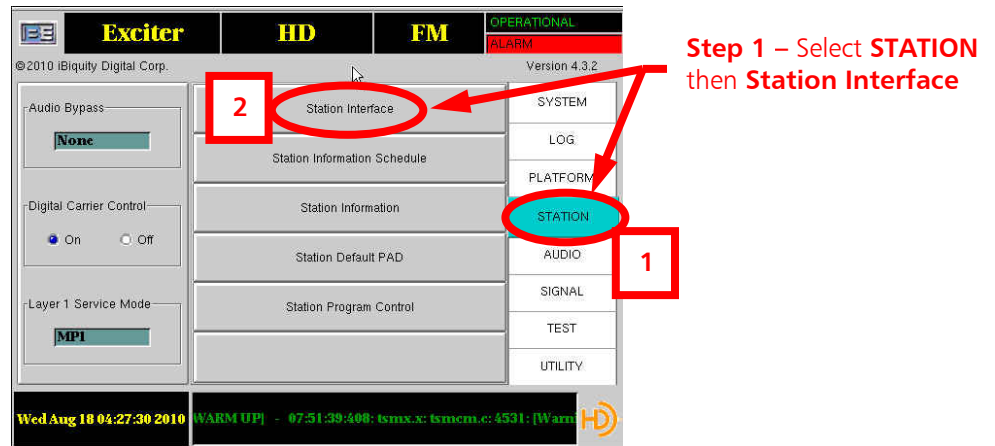 Exciter HD FM OPERATIONAL
ALARM
©2010 iBiquity Digital Corp. Version 4.3.2
Audio Bypass
None
Digital Carrier Control
On Off
Layer 1 Service Mode
MP1
2
Station Interface
Station Information Schedule
Station Information
Station Default PAD
Station Program Control
SYSTEM
LOG
PLATFORM
STATION
AUDIO
SIGNAL
TEST
UTILITY
1
Step 1 – Select STATION
then Station Interface
Wed Aug 18 04:27:30 2010
WARM UP] - 07:51:39:408: tsmx.x: tsmcm.c: 4531: [Warni
HD